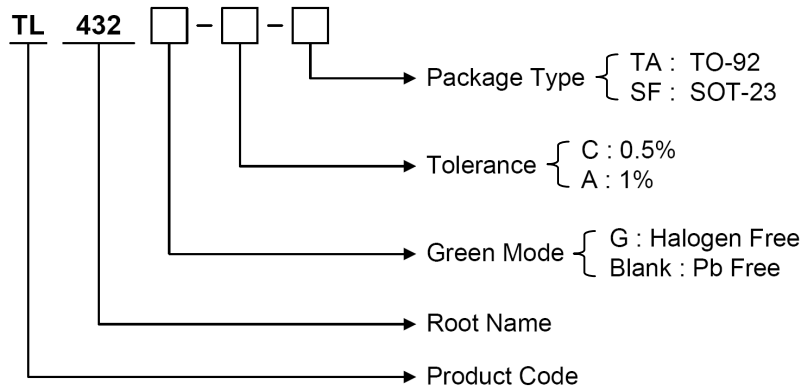 TL 432 - -
Package Type TA : TO-92
SF : SOT-23
Tolerance C : 0.5%
A : 1%
Green Mode G : Halogen Free
Blank : Pb Free
Root Name
Product Code